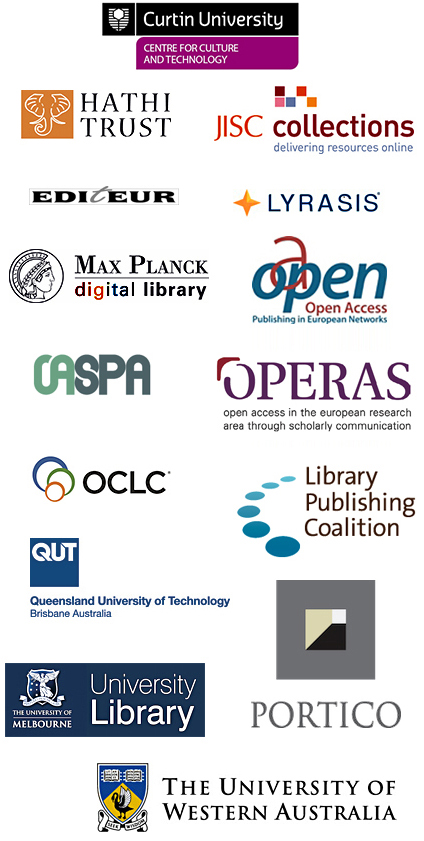 Curtin University
CENTRE FOR CULTURE
AND TECHNOLOGY
HATHI
TRUST
JISC collections
delivering resources online
EDItEUR
LYRASIS®
MAX PLANCK
digital library
oapen
Open Access
Publishing in European Networks
OASPA
OPERAS
open access in the european research
area through scholarly communication
OCLC®
Library
Publishing
Coalition
QUT
Queensland University of Technology
Brisbane Australia
PORTICO
THE UNIVERSITY OF
MELBOURNE
University
Library
THE UNIVERSITY OF
WESTERN AUSTRALIA
SEEK WISDOM